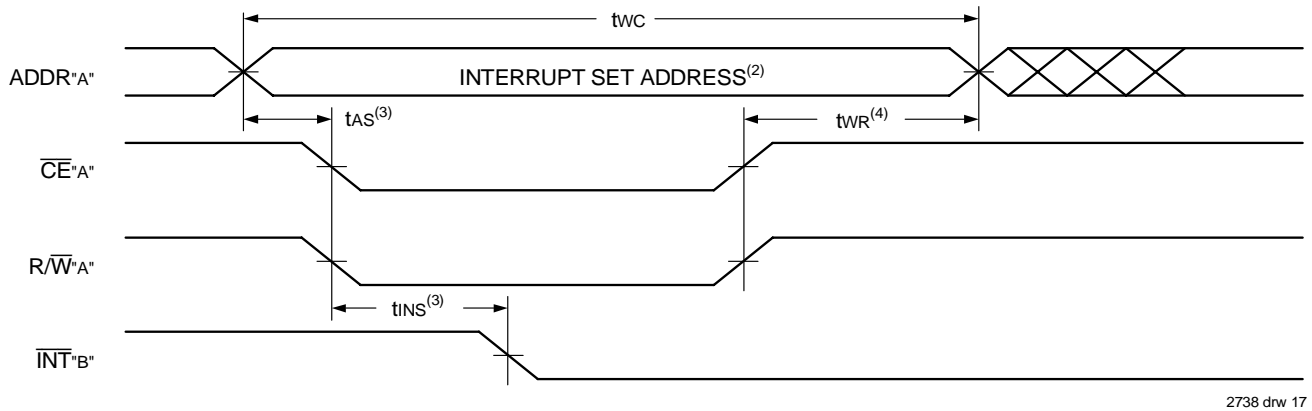 tWC
ADDR"A"
INTERRUPT SET ADDRESS(2)
tAS(3)
tWR(4)
CE"A"
R/W"A"
tINS(3)
INT"B"
2738 drw 17